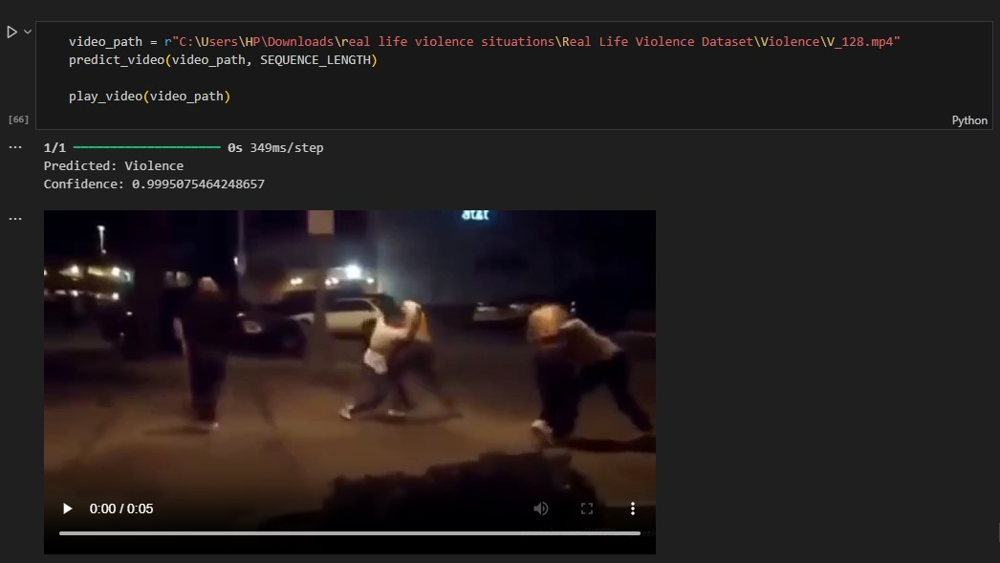 video_path = r"C:\Users\HP\Downloads\real life violence situations\Real Life Violence Dataset\Violence\V_128.mp4"
predict_video(video_path, SEQUENCE_LENGTH)
play_video(video_path)
[66]
Python
1/1 0s 349ms/step
Predicted: Violence
Confidence: 0.9995075464248657
at&t
0:00 / 0:05